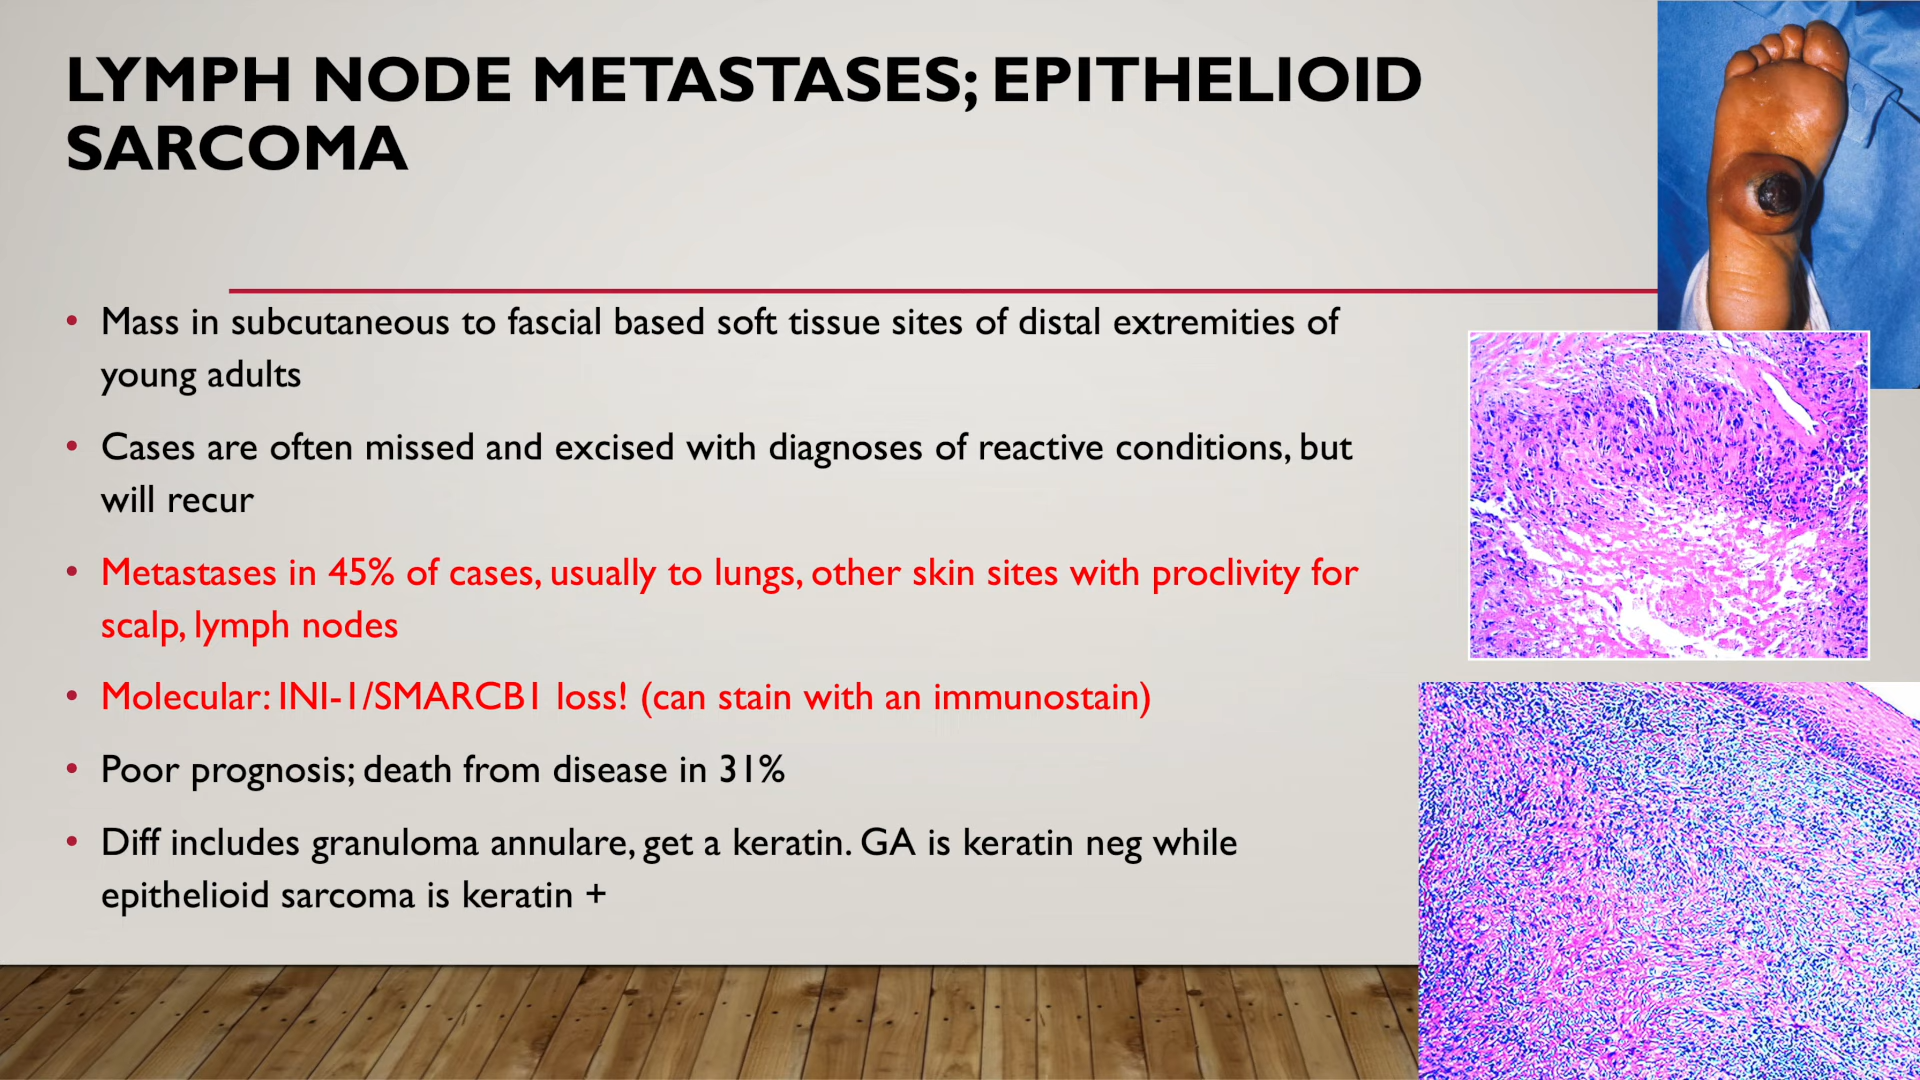 LYMPH NODE METASTASES; EPITHELIOID
SARCOMA
• Mass in subcutaneous to fascial based soft tissue sites of distal extremities of
young adults
• Cases are often missed and excised with diagnoses of reactive conditions, but
will recur
• Metastases in 45% of cases, usually to lungs, other skin sites with proclivity for
scalp, lymph nodes
• Molecular: INI-1/SMARCB1 loss! (can stain with an immunostain)
• Poor prognosis; death from disease in 31%
• Diff includes granuloma annulare, get a keratin. GA is keratin neg while
epithelioid sarcoma is keratin +